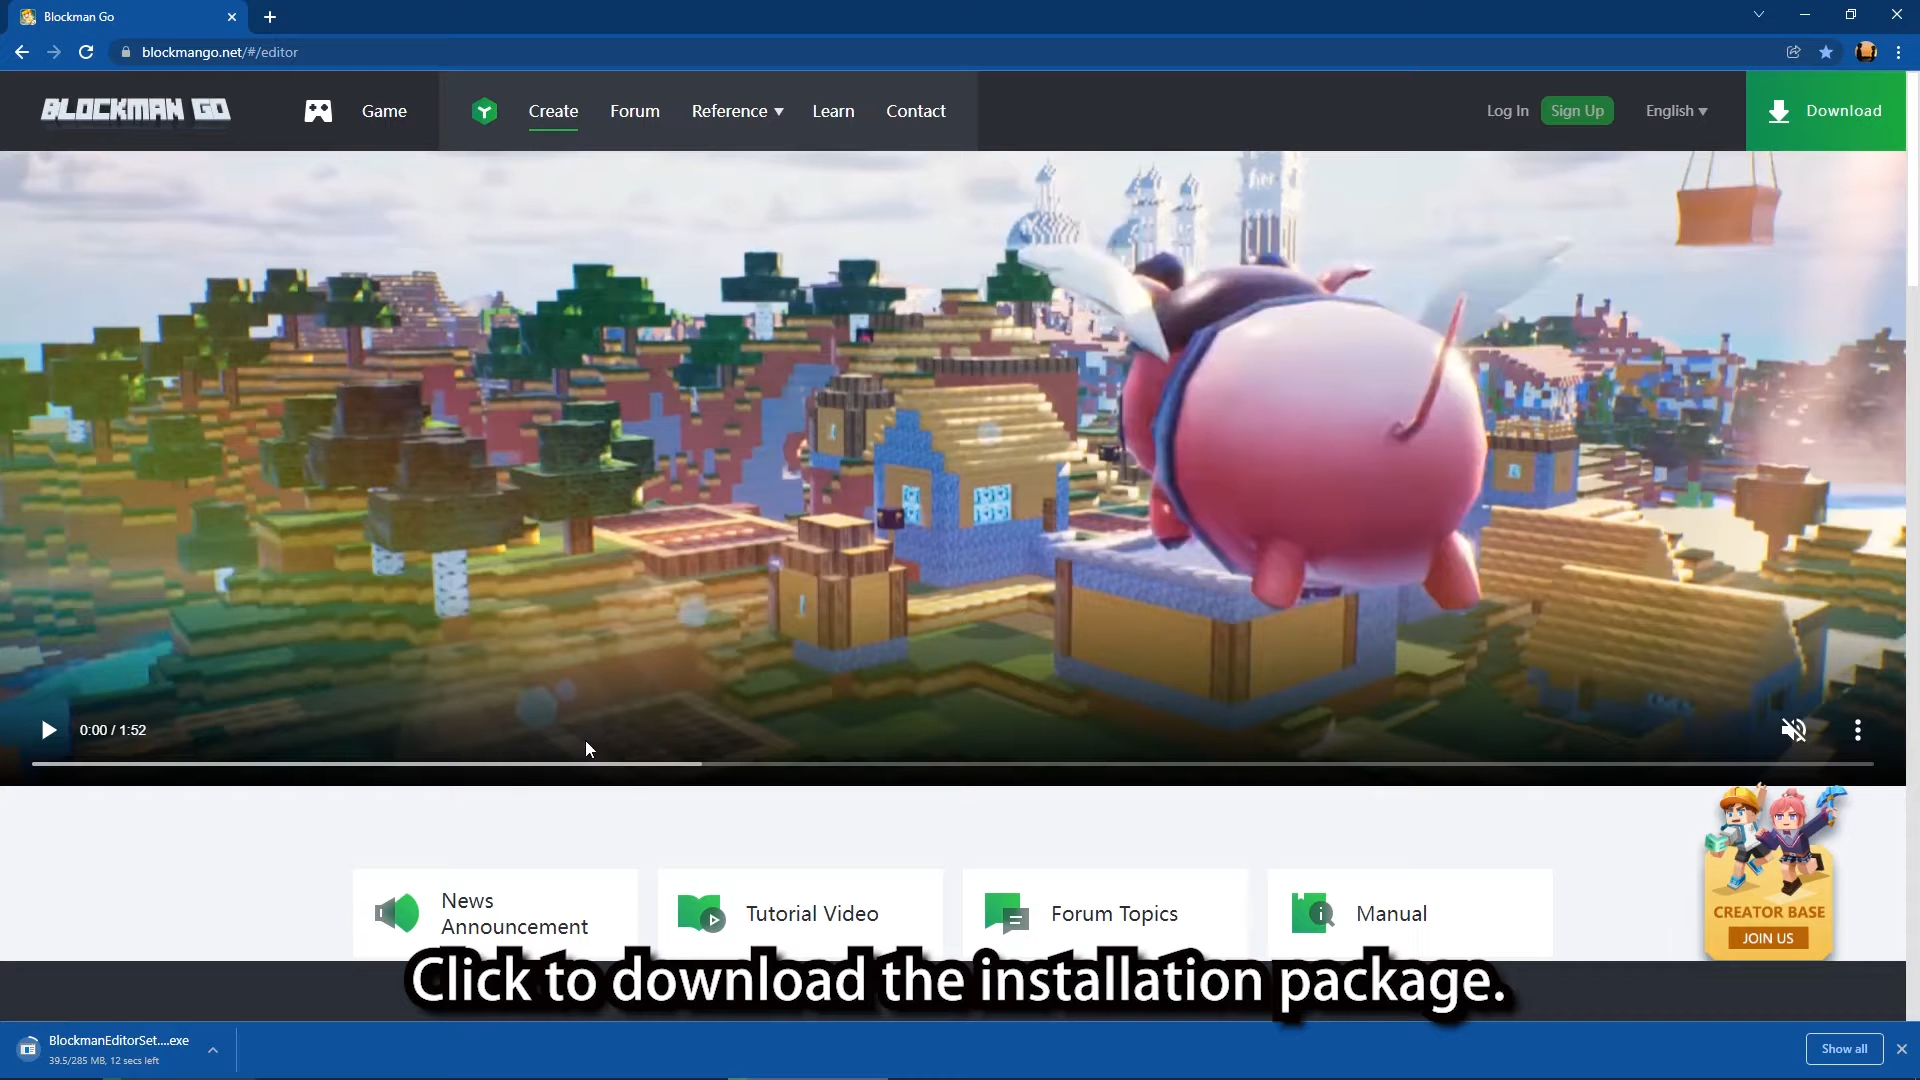 Blockman Go
blockmango.net/#/editor
BLOCKMAN GO
Game
Create
Forum
Reference
Learn
Contact
Log In
Sign Up
English
Download
0:00 / 1:52
News
Announcement
Tutorial Video
Forum Topics
Manual
CREATOR BASE
JOIN US
Click to download the installation package.
BlockmanEditorSet....exe
39.5/285 MB, 12 secs left
Show all